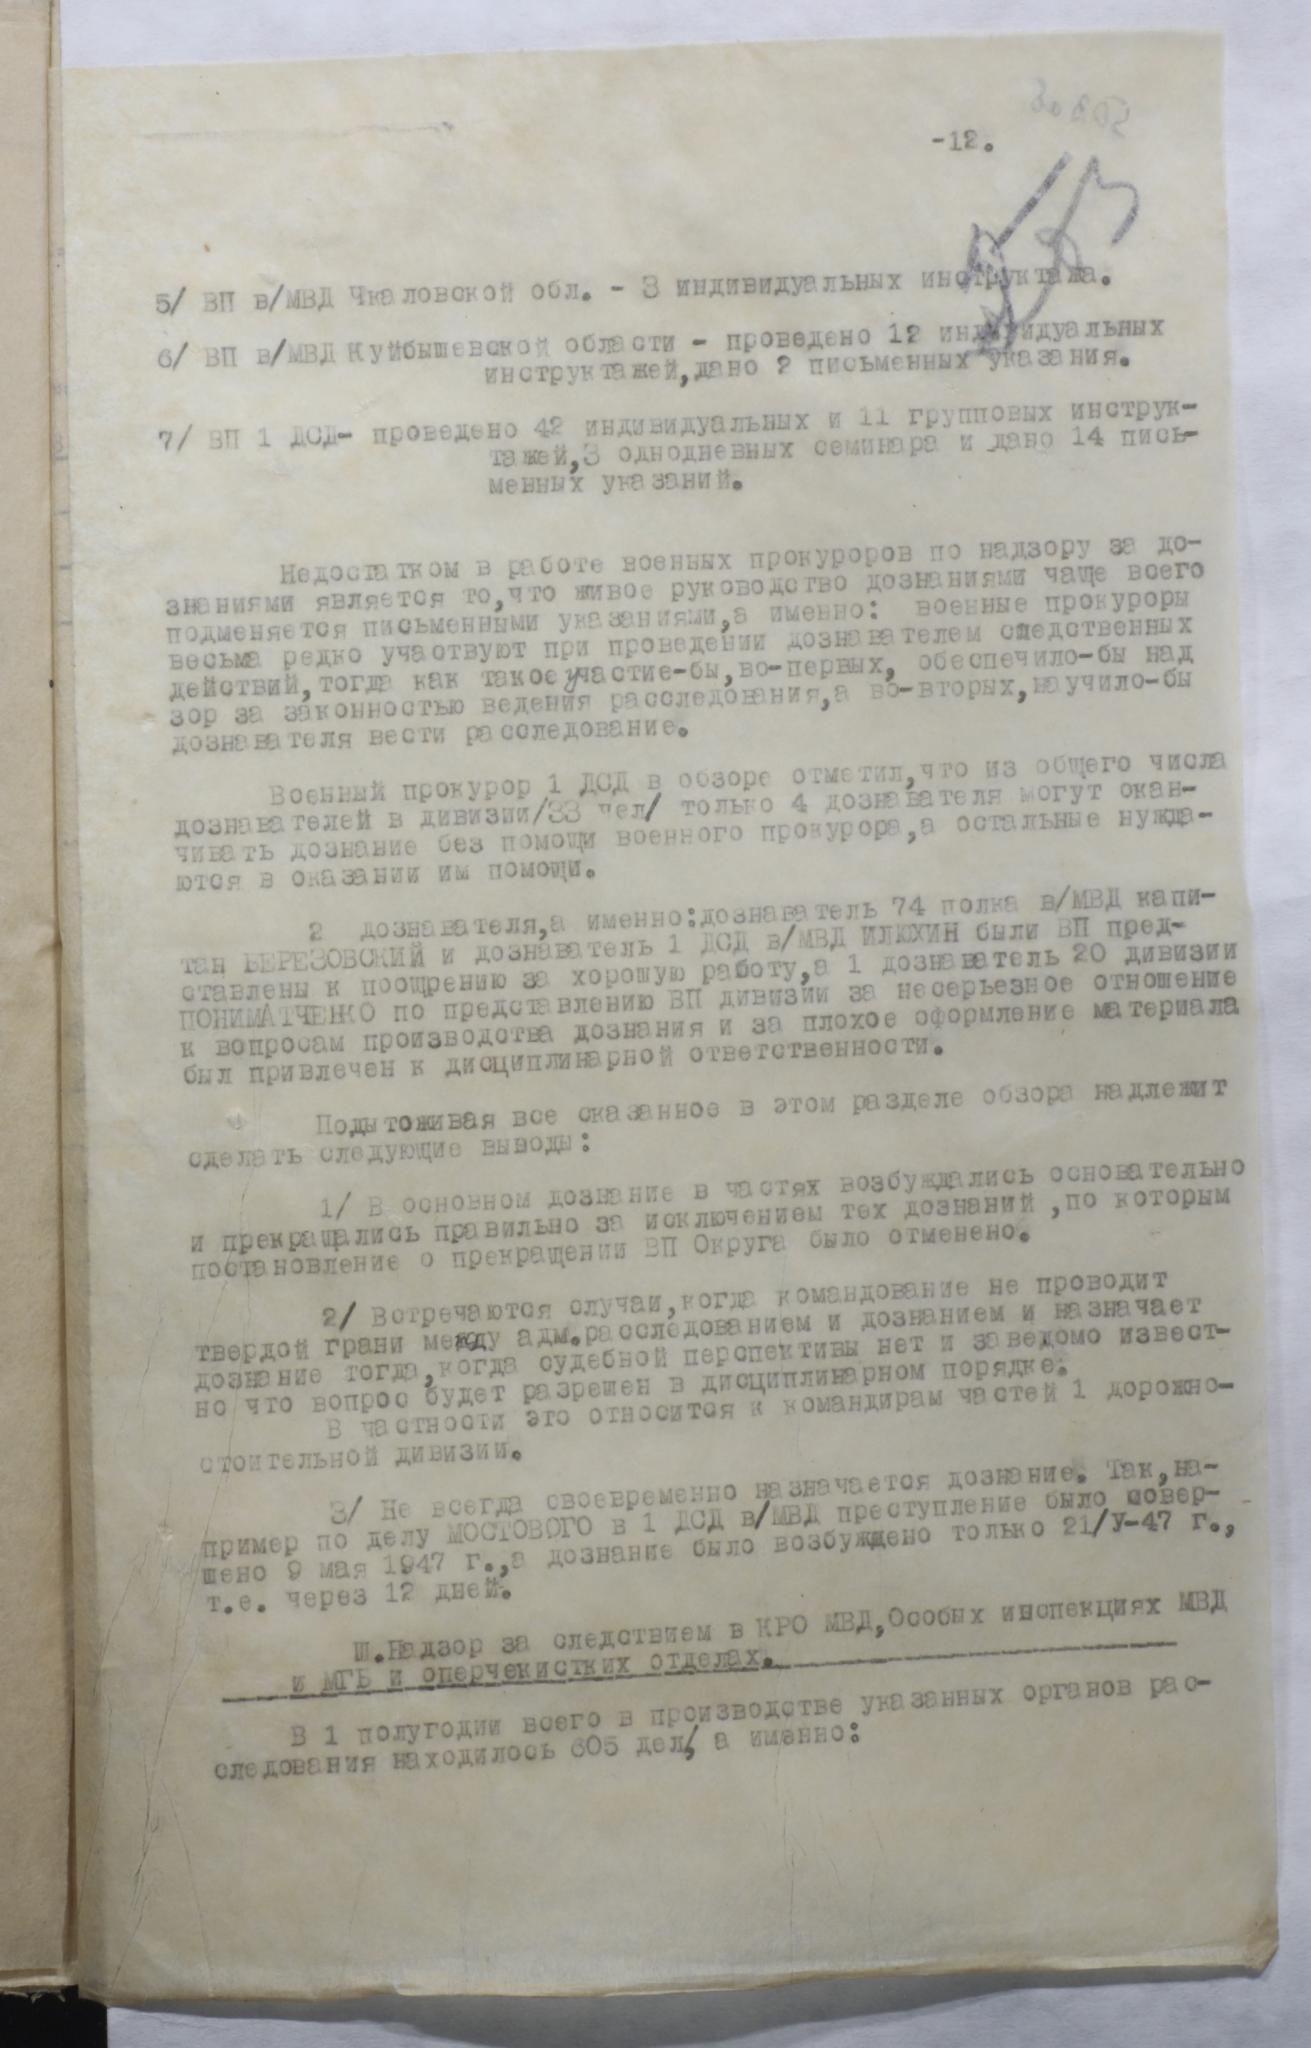 -12.
5/ ВП в/МВД Чкаловской обл. - 3 индивидуальных инструктажа.
6/ ВП в/МВД Куйбышевской области - проведено 12 индивидуальных
инструктажей,дано 2 письменных указания.
7/ ВП 1 ДСД- проведено 42 индивидуальных и 11 групповых инструк-
тажей,3 однодневных семинара и дано 14 пись-
менных указаний.
Недостатком в работе военных прокуроров по надзору за до-
знаниями является то,что живое руководство дознаниями чаще всего
подменяется письменными указаниями,а именно: военные прокуроры
весьма редко участвуют при проведении дознавателем следственных
действий,тогда как такое участие-бы,во-первых, обеспечило-бы над
зор за законностью ведения расследования,а во-вторых,научило-бы
дознавателя вести расследование.
Военный прокурор 1 ДСД в обзоре отметил,что из общего числа
дознавателей в дивизии/33 чел/ только 4 дознавателя могут окан-
чивать дознание без помощи военного прокурора,а остальные нужда-
ются в оказании им помощи.
2 дознавателя,а именно:дознаватель 74 полка в/МВД капи-
тан БЕРЕЗОВСКИЙ и дознаватель 1 ДСД в/МВД ИЛЮХИН были ВП пред-
ставлены к поощрению за хорошую работу,а 1 дознаватель 20 дивизии
ПОНИМАТЧЕНКО по представлению ВП дивизии за несерьезное отношение
к вопросам производства дознания и за плохое оформление материала
был привлечен к дисциплинарной ответственности.
Подытоживая все сказанное в этом разделе обзора надлежит
сделать следующие выводы:
1/ В основном дознание в частях возбуждались основательно
и прекращались правильно за исключением тех дознаний ,по которым
постановление о прекращении ВП Округа было отменено.
2/ Встречаются случаи,когда командование не проводит
твердой грани между адм.расследованием и дознанием и назначает
дознание тогда,когда судебной перспективы нет и заведомо извест-
но что вопрос будет разрешен в дисциплинарном порядке.
В частности это относится к командирам частей 1 дорожно-
стоительной дивизии.
3/ Не всегда своевременно назначается дознание. Так,на-
пример по делу МОСТОВОГО в 1 ДСД в/МВД преступление было совер-
шено 9 мая 1947 г.,а дознание было возбуждено только 21/У-47 г.,
т.е. через 12 дней.
Ш.Надзор за следствием в КРО МВД,Особых инспекциях МВД
и МГБ и оперчекистких отделах.
В 1 полугодии всего в производстве указанных органов рас-
следования находилось 605 дел, а именно: